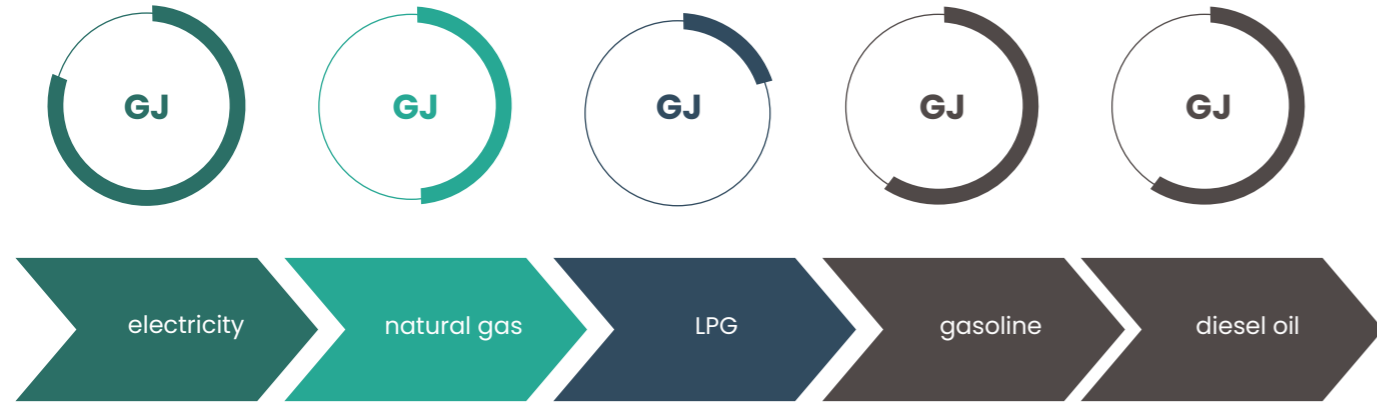 GJ
GJ
GJ
GJ
GJ
electricity
natural gas
LPG
gasoline
diesel oil